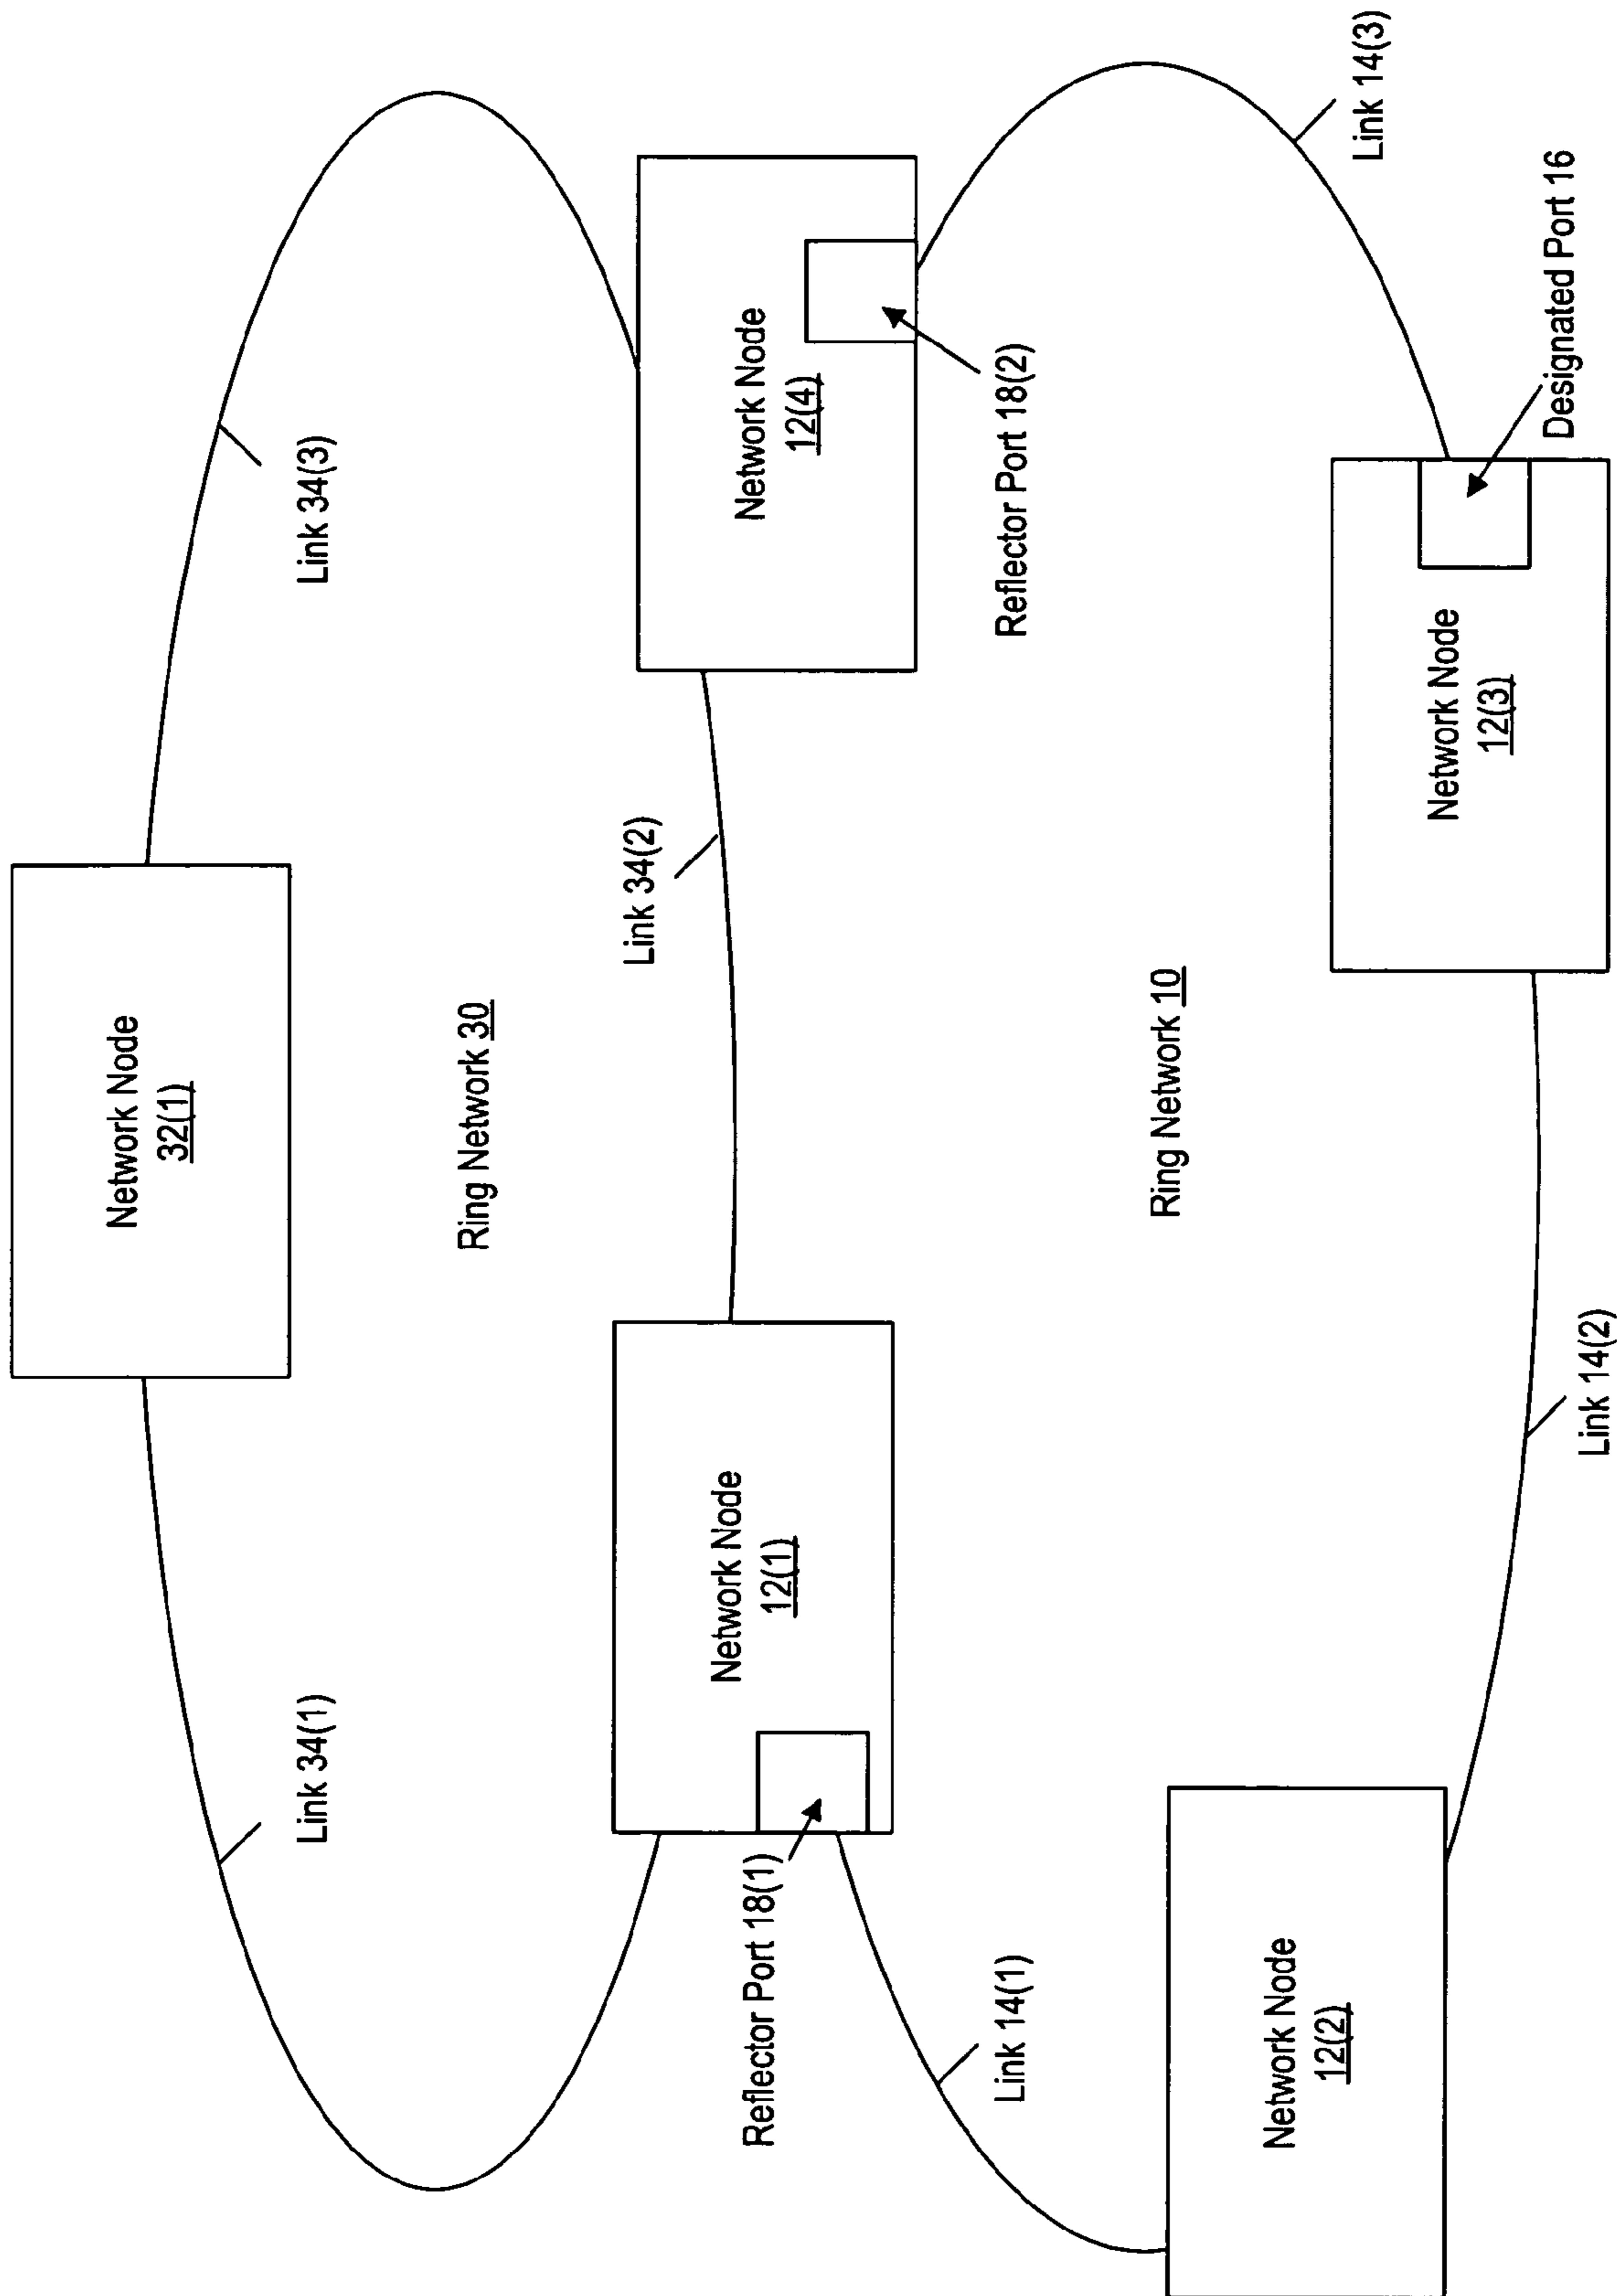 Network Node
32(1)
Link 34(1)
Link 34(3)
Ring Network 30
Link 34(2)
Network Node
12(1)
Network Node
12(4)
Reflector Port 18(1)
Reflector Port 18(2)
Link 14(1)
Ring Network 10
Link 14(3)
Network Node
12(2)
Network Node
12(3)
Designated Port 16
Link 14(2)